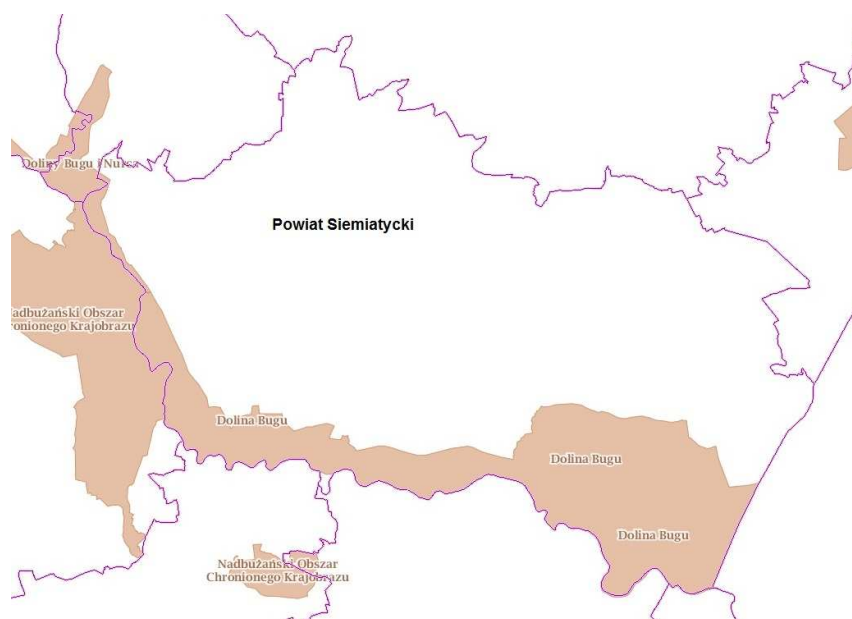 Doliny Bugu i Nurca
Powiat Siemiatycki
Nadbużański Obszar
Chronionego Krajobrazu
Dolina Bugu
Dolina Bugu
Dolina Bugu
Nadbużański Obszar
Chronionego Krajobrazu